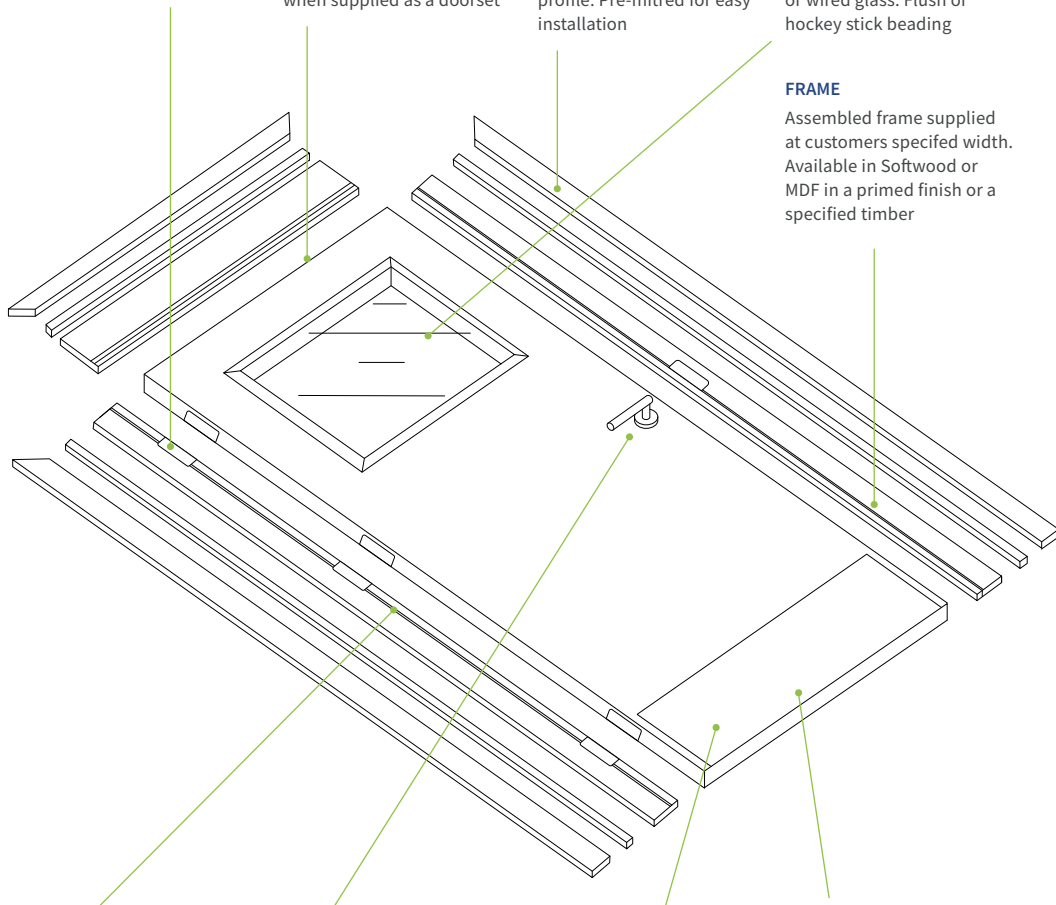 when supplied as a doorset
profile. Pre-mitred for easy
installation
or wired glass. Flush or
hockey stick beading
FRAME
Assembled frame supplied
at customers specifed width.
Available in Softwood or
MDF in a primed finish or a
specified timber